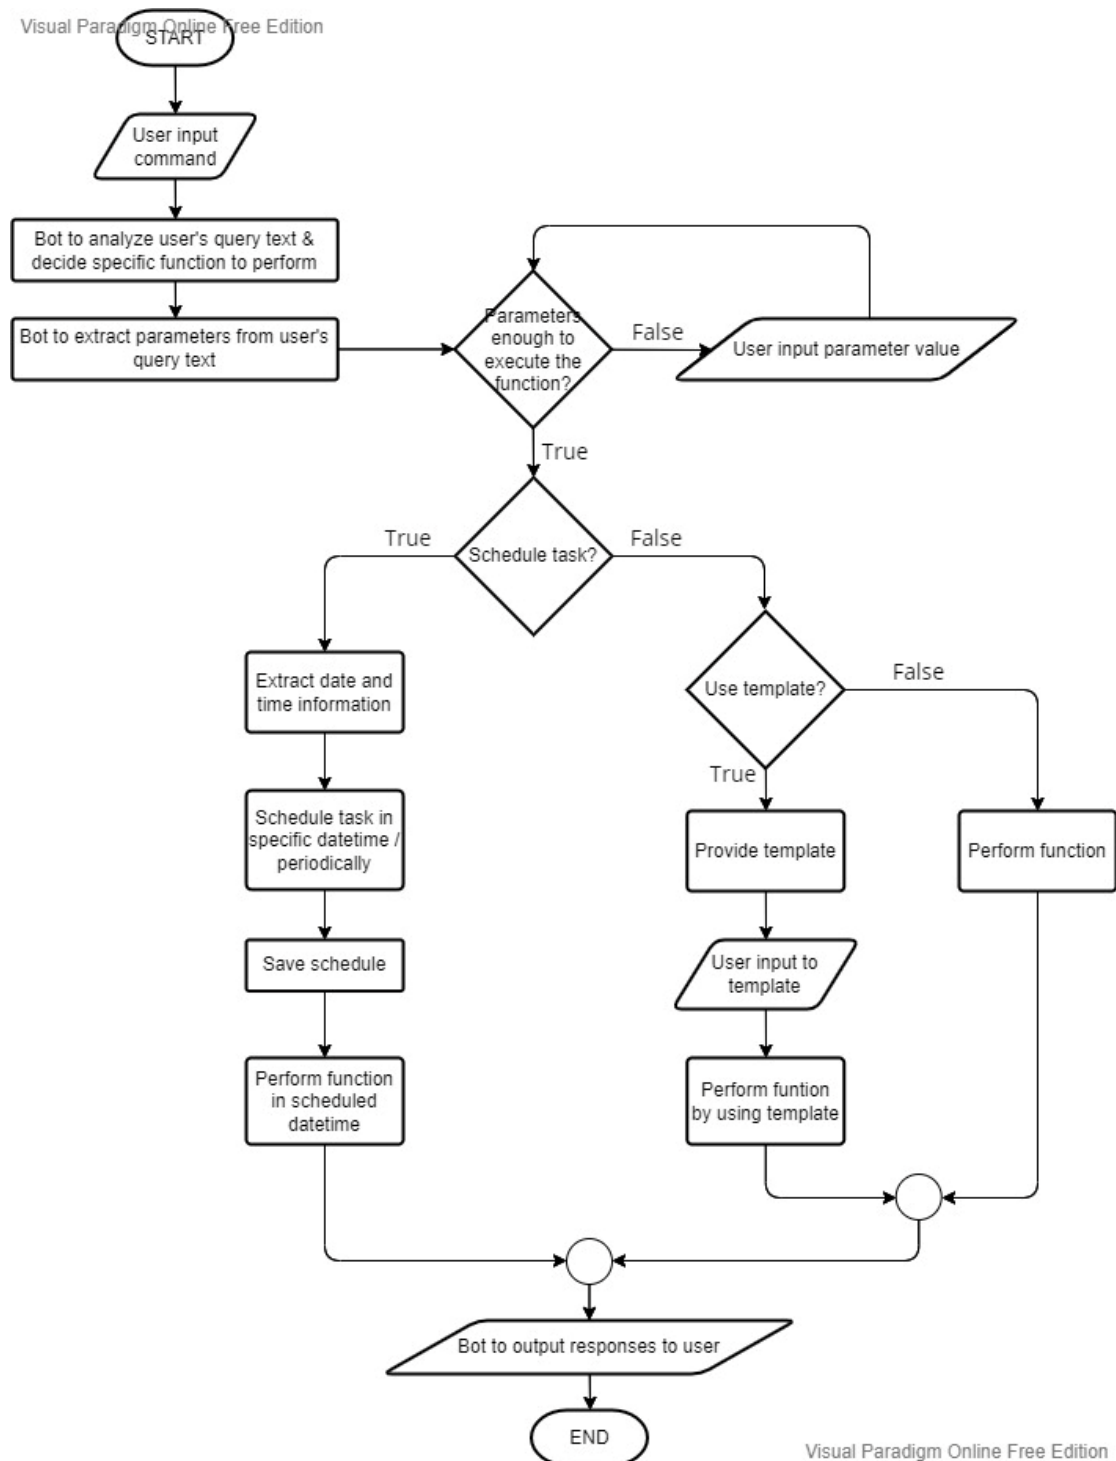 Visual Paradigm Online Free Edition
START
User input
command
Bot to analyze user's query text &
decide specific function to perform
Bot to extract parameters from user's
query text
Parameters
enough to
execute the
function?
False
User input parameter value
True
Schedule task?
True
False
Extract date and
time information
Use template?
False
True
Schedule task in
specific datetime /
periodically
Provide template
Perform function
Save schedule
User input to
template
Perform function
in scheduled
datetime
Perform funtion
by using template
Bot to output responses to user
END
Visual Paradigm Online Free Edition